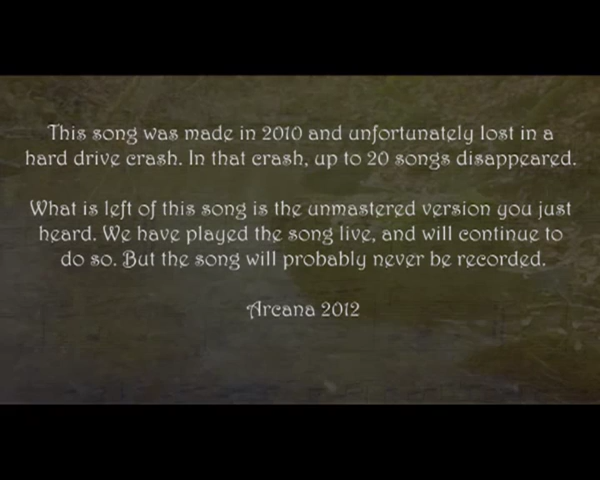 This song was made in 2010 and unfortunately lost in a
hard drive crash. In that crash, up to 20 songs disappeared.
What is left of this song is the unmastered version you just
heard. We have played the song live, and will continue to
do so. But the song will probably never be recorded.
Arcana 2012